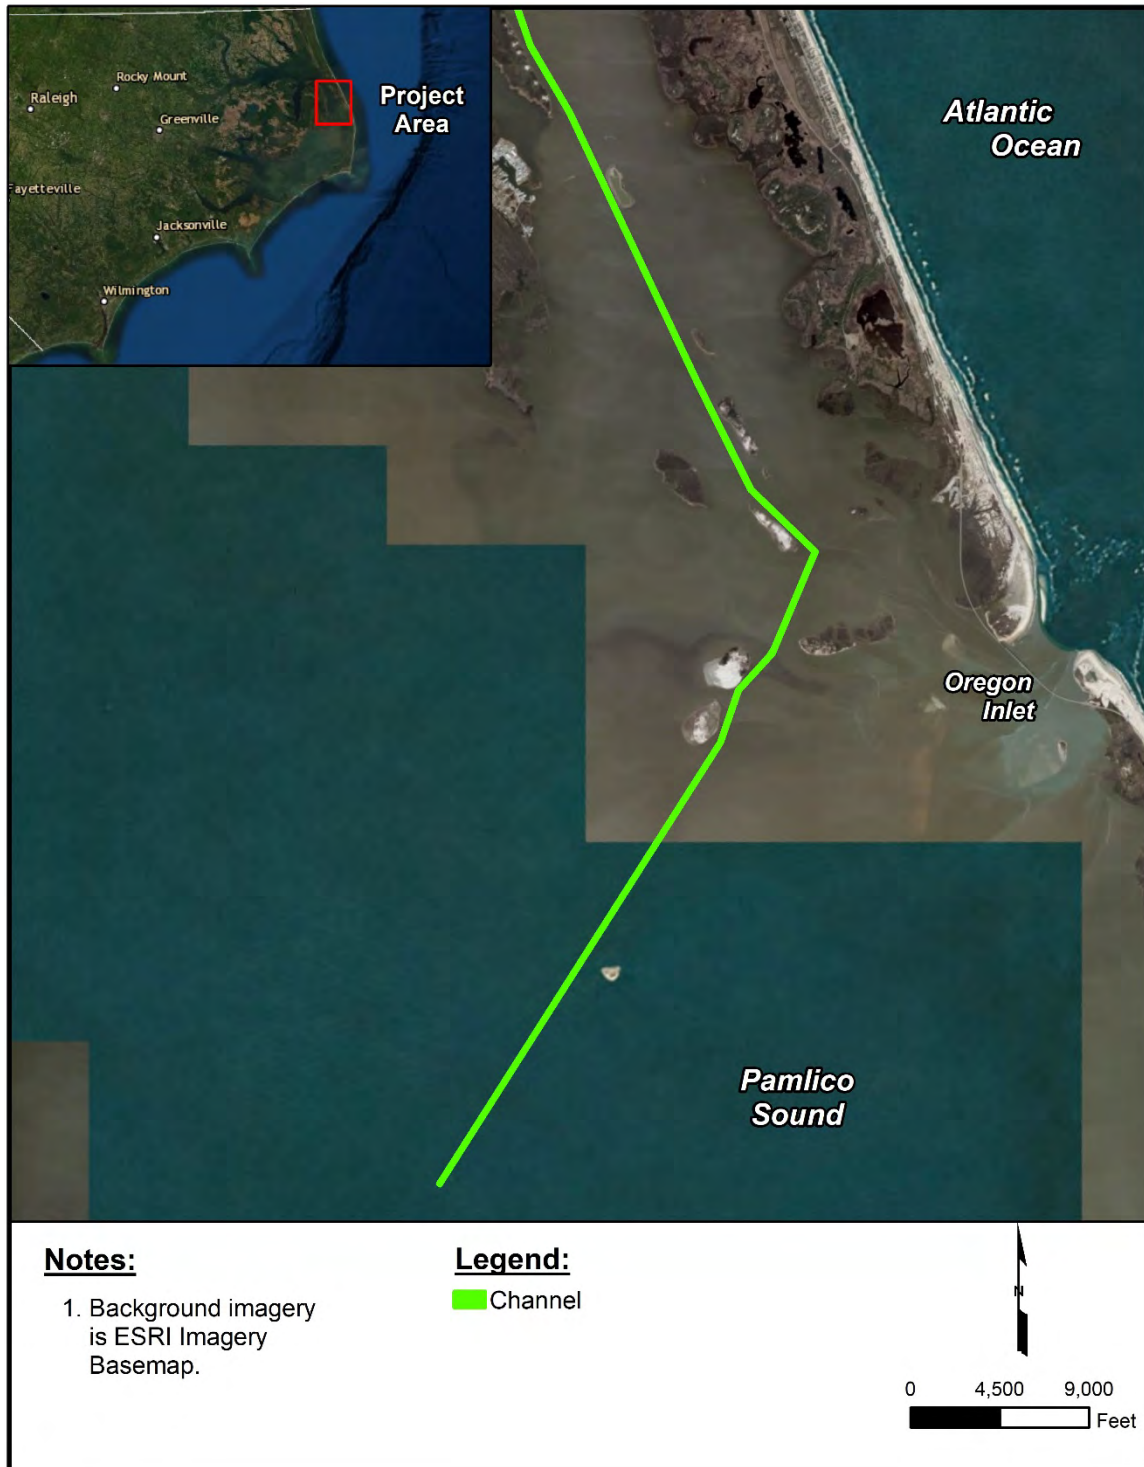 Rocky Mount
Raleigh
Greenville
Project
Area
Fayetteville
Jacksonville
Wilmington
Atlantic
Ocean
Oregon
Inlet
Pamlico
Sound
Notes:
1. Background imagery
is ESRI Imagery
Basemap.
Legend:
Channel
N
0 4,500 9,000
Feet